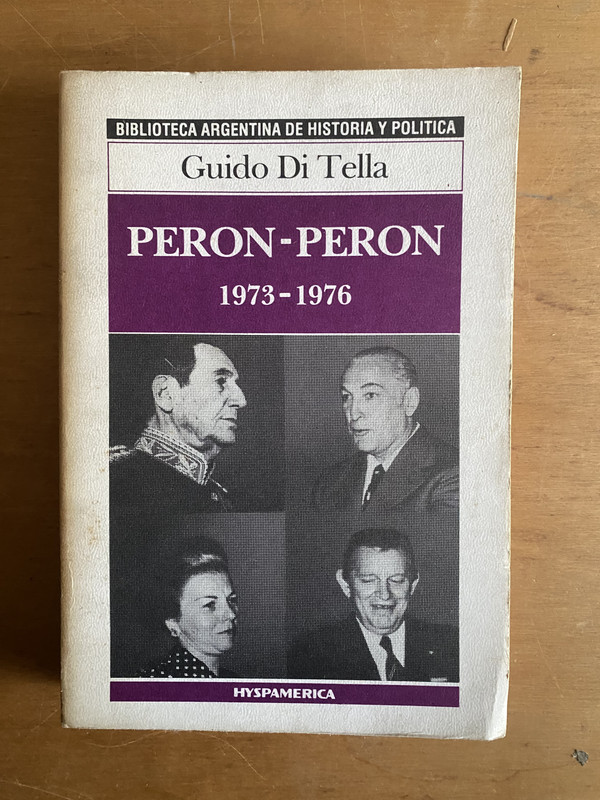 BIBLIOTECA ARGENTINA DE HISTORIA Y POLITICA
Guido Di Tella
PERON-PERON
1973-1976
HYSPAMERICA